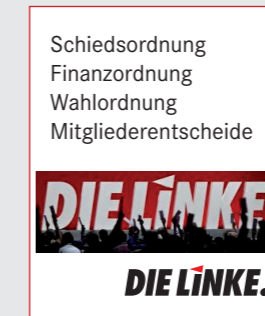 Schiedsordnung
Finanzordnung
Wahlordnung
Mitgliederentscheide
DIE LINKE
DIE LINKE.